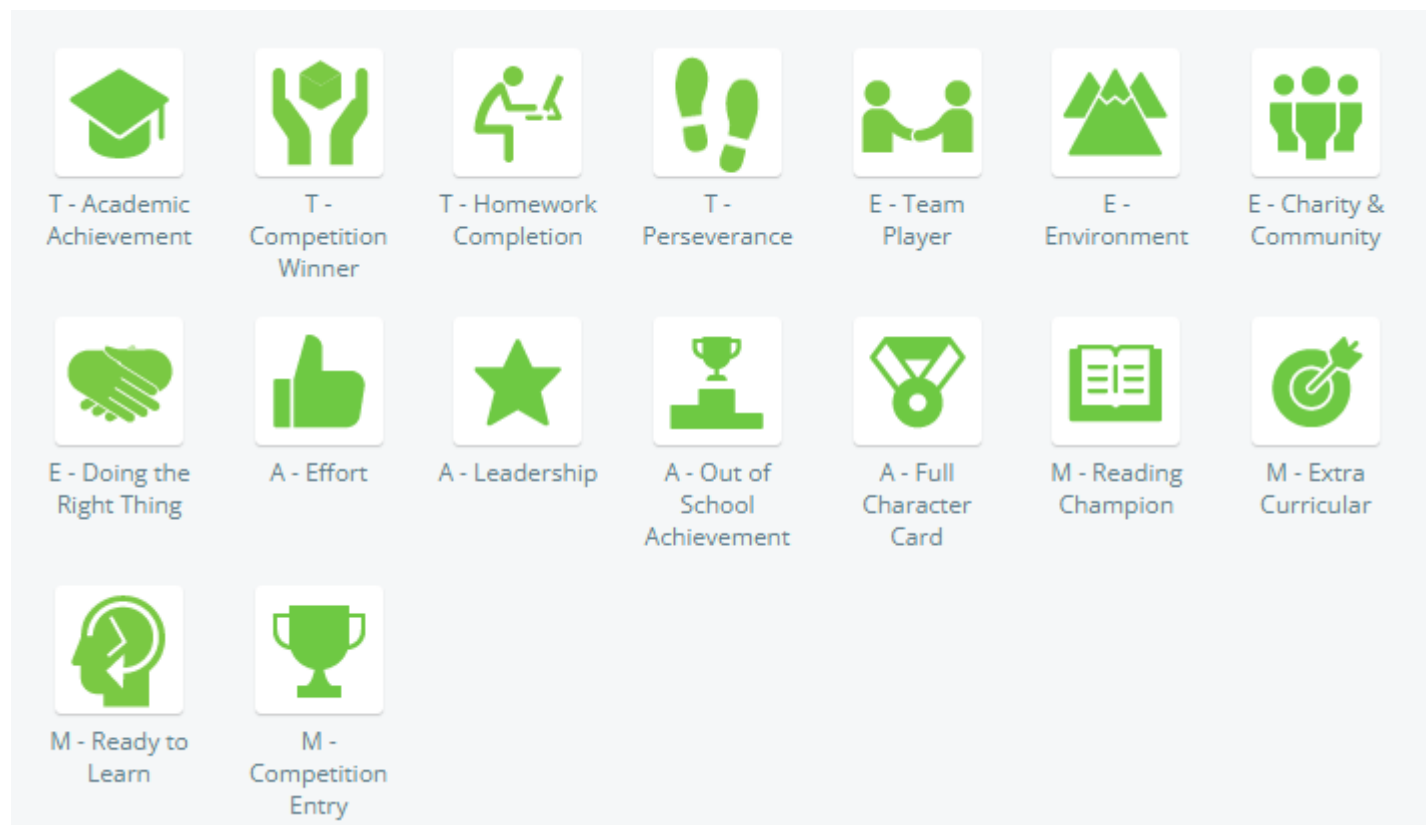 T - Academic
Achievement
T -
Competition
Winner
T - Homework
Completion
T -
Perseverance
E - Team
Player
E -
Environment
E - Charity &
Community
E - Doing the
Right Thing
A - Effort
A - Leadership
A - Out of
School
Achievement
A - Full
Character
Card
M - Reading
Champion
M - Extra
Curricular
M - Ready to
Learn
M -
Competition
Entry